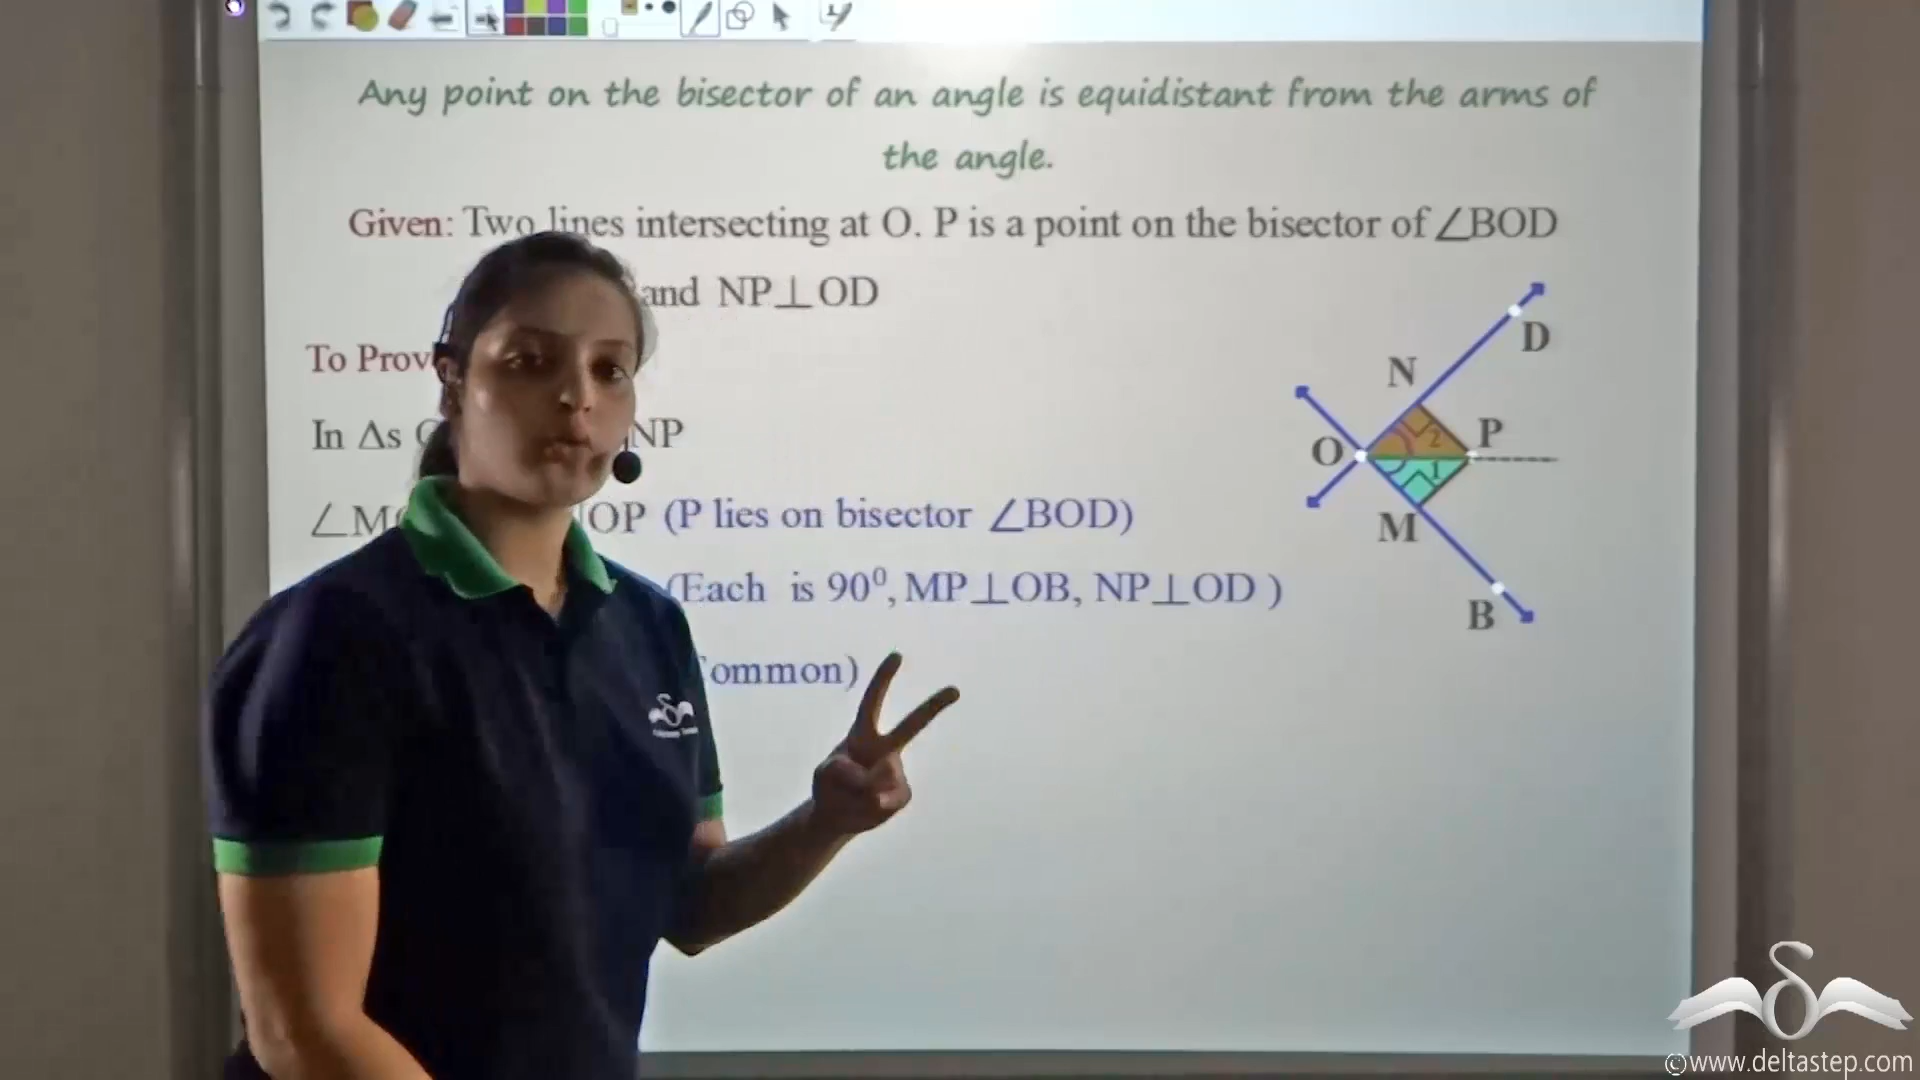 Any point on the bisector of an angle is equidistant from the arms of
the angle.
Given: Two lines intersecting at O. P is a point on the bisector of ∠BOD
and NP⊥OD
To Prov
In Δs NP
∠M OP (P lies on bisector ∠BOD)
(Each is 90⁰, MP⊥OB, NP⊥OD )
ommon)
D
N
P
O
2
1
M
B
©www.deltastep.com